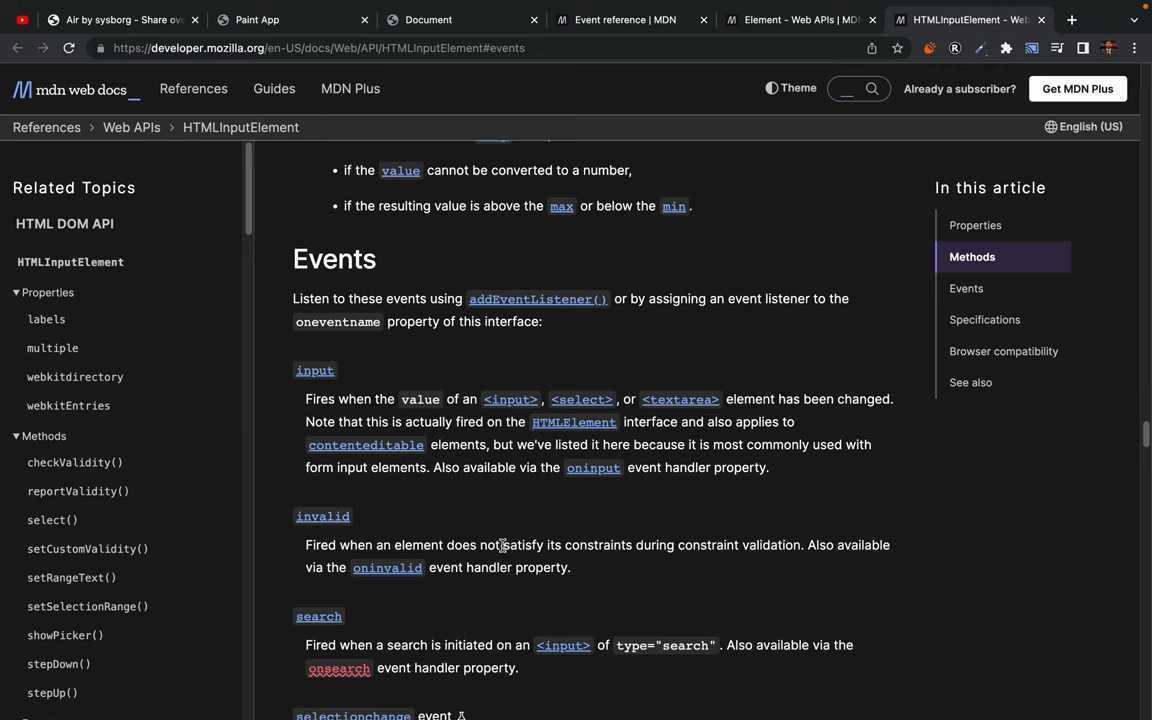 Air by sysborg - Share ove
Paint App
Document
Event reference | MDN
Element - Web APIs | MDN
HTMLInputElement - Web
https://developer.mozilla.org/en-US/docs/Web/API/HTMLInputElement#events
mdn web docs_
References
Guides
MDN Plus
Theme
Already a subscriber?
Get MDN Plus
References > Web APIs > HTMLInputElement
English (US)
Related Topics
HTML DOM API
HTMLInputElement
Properties
labels
multiple
webkitdirectory
webkitEntries
Methods
checkValidity()
reportValidity()
select()
setCustomValidity()
setRangeText()
setSelectionRange()
showPicker()
stepDown()
stepUp()
• if the value cannot be converted to a number,
• if the resulting value is above the max or below the min.
Events
Listen to these events using addEventListener() or by assigning an event listener to the
oneventname property of this interface:
input
Fires when the value of an <input>, <select>, or <textarea> element has been changed.
Note that this is actually fired on the HTMLElement interface and also applies to
contenteditable elements, but we've listed it here because it is most commonly used with
form input elements. Also available via the oninput event handler property.
invalid
Fired when an element does not satisfy its constraints during constraint validation. Also available
via the oninvalid event handler property.
search
Fired when a search is initiated on an <input> of type="search". Also available via the
onsearch event handler property.
selectionchange event
In this article
Properties
Methods
Events
Specifications
Browser compatibility
See also